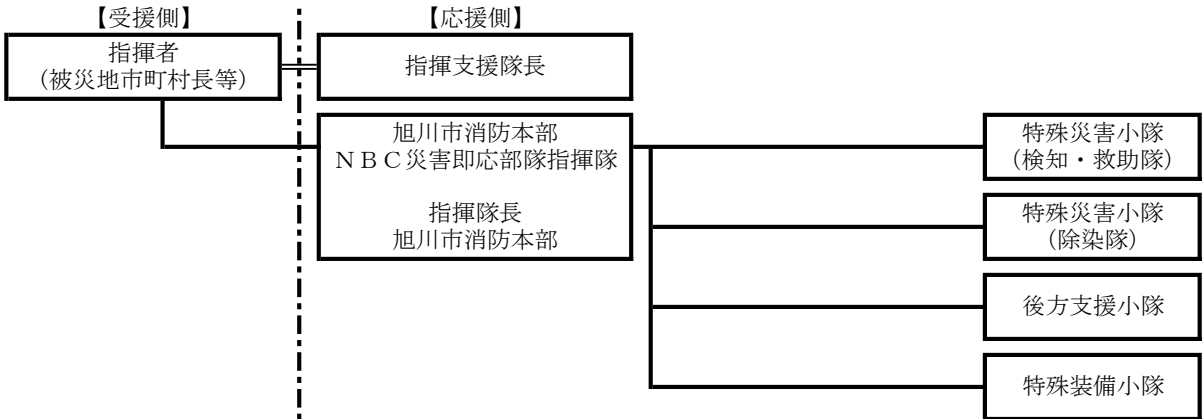 【受援側】
【応援側】
指揮者
(被災地市町村長等)
指揮支援隊長
旭川市消防本部
ＮＢＣ災害即応部隊指揮隊
指揮隊長
旭川市消防本部
特殊災害小隊
(検知・救助隊)
特殊災害小隊
(除染隊)
後方支援小隊
特殊装備小隊